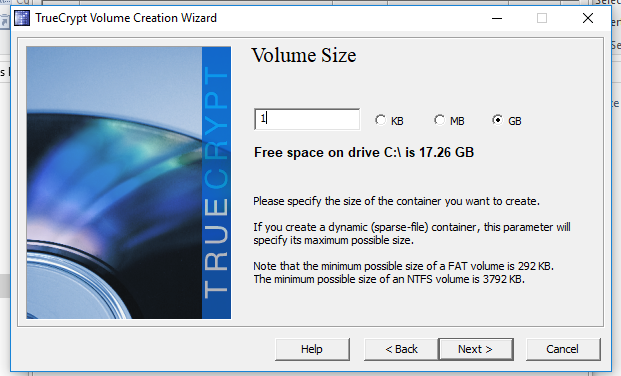 TrueCrypt Volume Creation Wizard
TRUECRYPT
Volume Size
1
KB
MB
GB
Free space on drive C:\ is 17.26 GB
Please specify the size of the container you want to create.
If you create a dynamic (sparse-file) container, this parameter will
specify its maximum possible size.
Note that the minimum possible size of a FAT volume is 292 KB.
The minimum possible size of an NTFS volume is 3792 KB.
Help
< Back
Next >
Cancel